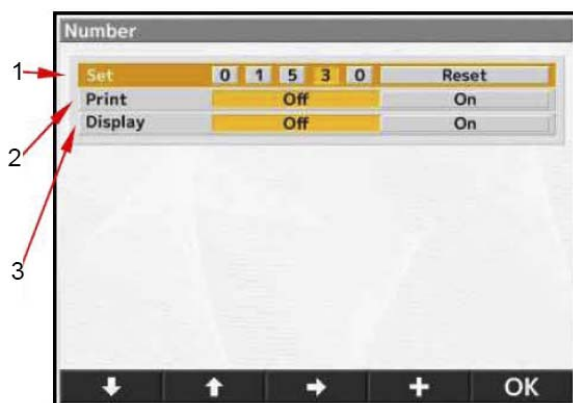 Number
1 Set 0 1 5 3 0 Reset
2 Print Off On
3 Display Off On
OK